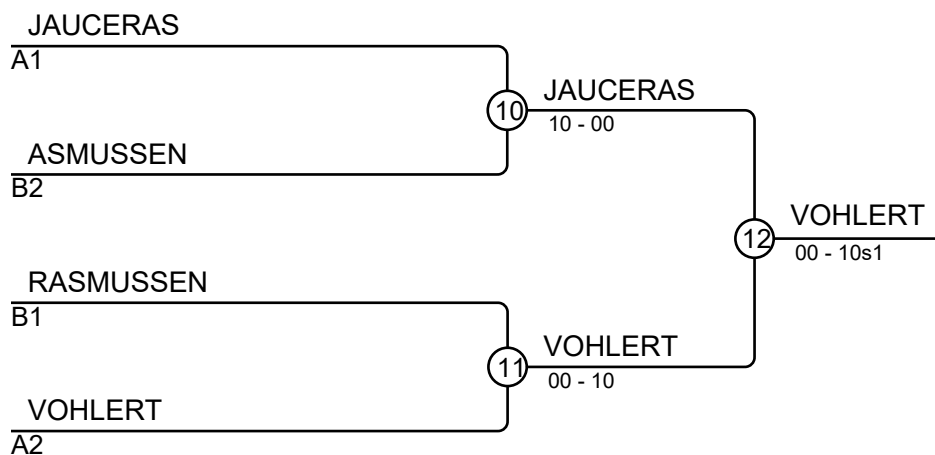 JAUCERAS
A1
10
JAUCERAS
10 - 00
ASMUSSEN
B2
12
VOHLERT
00 - 10s1
RASMUSSEN
B1
11
VOHLERT
00 - 10
VOHLERT
A2